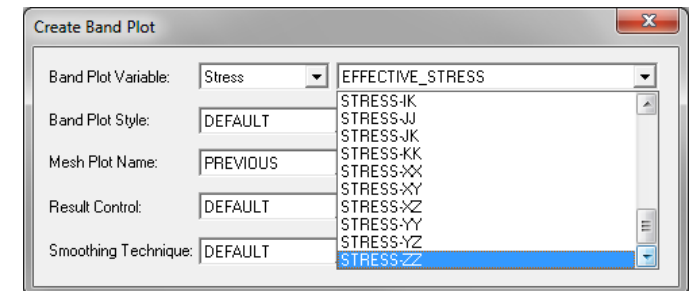 Create Band Plot
Band Plot Variable: Stress EFFECTIVE_STRESS
STRESS-IK
STRESS-JJ
Band Plot Style: DEFAULT
STRESS-JK
STRESS-KK
Mesh Plot Name: PREVIOUS
STRESS-XX
STRESS-XY
Result Control: DEFAULT
STRESS-XZ
STRESS-YY
STRESS-YZ
Smoothing Technique: DEFAULT
STRESS-ZZ